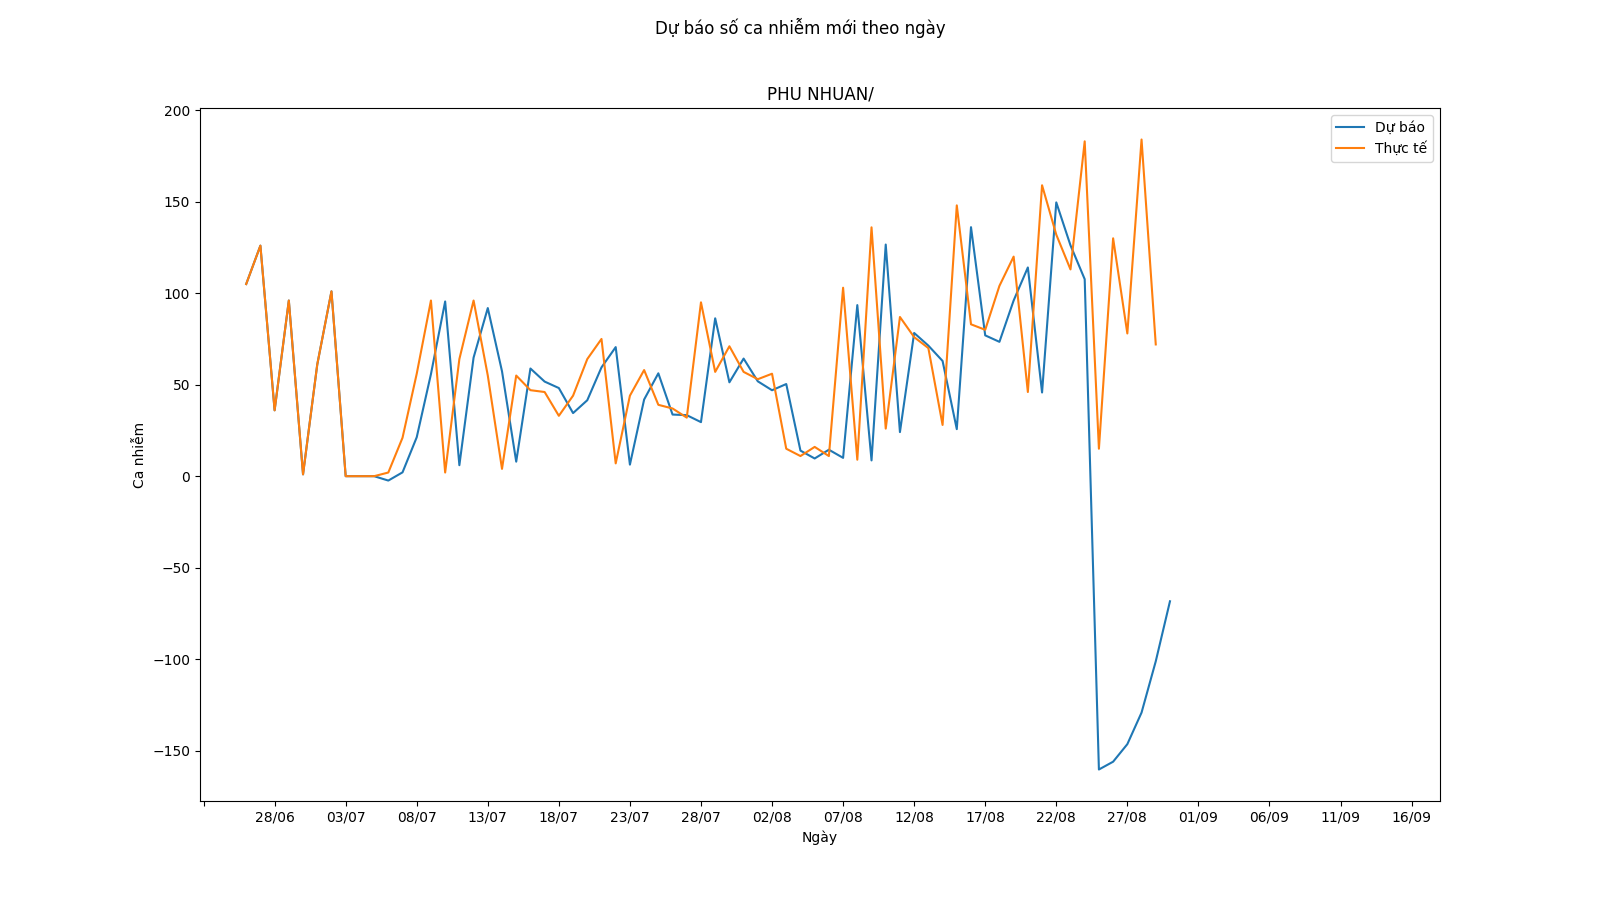 Dự báo số ca nhiễm mới theo ngày
PHU NHUAN/
Dự báo
Thực tế
200
150
100
50
0
−50
−100
−150
Ca nhiễm
28/06 03/07 08/07 13/07 18/07 23/07 28/07 02/08 07/08 12/08 17/08 22/08 27/08 01/09 06/09 11/09 16/09
Ngày